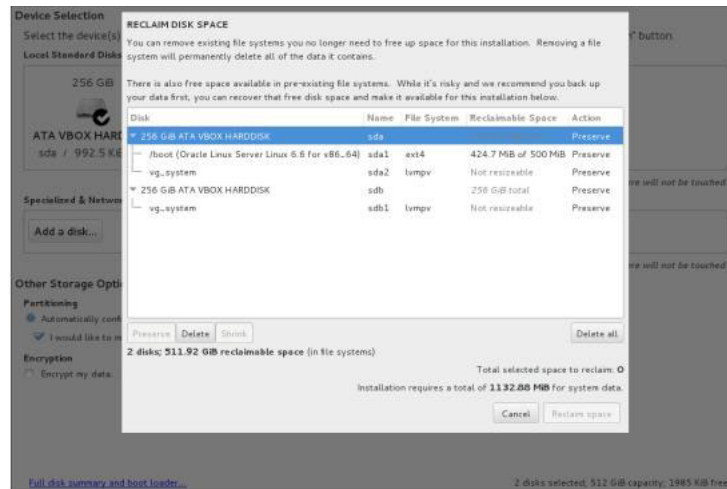 Device Selection
Select the device(s)
n" button.
Local Standard Disks
256 GiB
ATA VBOX HARD
sda / 992.5 KiB
Specialized & Networ
Add a disk...
Other Storage Opti
Partitioning
Automatically conf
I would like to m
Encryption
Encrypt my data.
Full disk summary and boot loader...
2 disks selected; 512 GiB capacity; 1985 KiB free
ere will not be touched
ere will not be touched
RECLAIM DISK SPACE
You can remove existing file systems you no longer need to free up space for this installation. Removing a file
system will permanently delete all of the data it contains.
There is also free space available in pre-existing file systems. While it's risky and we recommend you back up
your data first, you can recover that free disk space and make it available for this installation below.
Disk Name File System Reclaimable Space Action
256 GiB ATA VBOX HARDDISK sda Preserve
/boot (Oracle Linux Server Linux 6.6 for x86_64) sda1 ext4 424.7 MiB of 500 MiB Preserve
vg_system sda2 lvmpv Not resizeable Preserve
256 GiB ATA VBOX HARDDISK sdb 256 GiB total Preserve
vg_system sdb1 lvmpv Not resizeable Preserve
Preserve Delete Shrink Delete all
2 disks; 511.92 GiB reclaimable space (in file systems)
Total selected space to reclaim: 0
Installation requires a total of 1132.88 MiB for system data.
Cancel Reclaim space